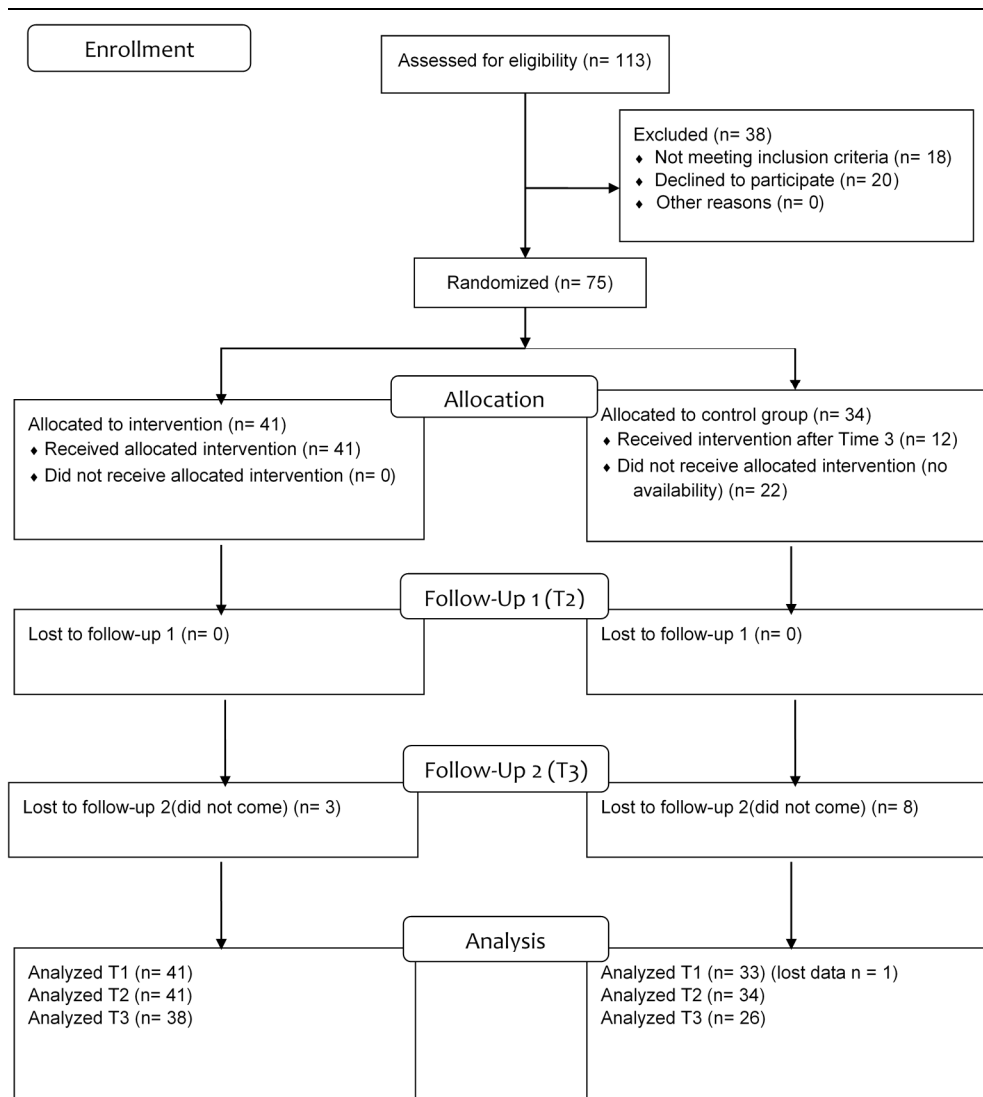 Enrollment
Assessed for eligibility (n= 113)
Excluded (n= 38)
♦ Not meeting inclusion criteria (n= 18)
♦ Declined to participate (n= 20)
♦ Other reasons (n= 0)
Randomized (n= 75)
Allocation
Allocated to intervention (n= 41)
♦ Received allocated intervention (n= 41)
♦ Did not receive allocated intervention (n= 0)
Allocated to control group (n= 34)
♦ Received intervention after Time 3 (n= 12)
♦ Did not receive allocated intervention (no
availability) (n= 22)
Follow-Up 1 (T2)
Lost to follow-up 1 (n= 0)
Lost to follow-up 1 (n= 0)
Follow-Up 2 (T3)
Lost to follow-up 2(did not come) (n= 3)
Lost to follow-up 2(did not come) (n= 8)
Analysis
Analyzed T1 (n= 41)
Analyzed T2 (n= 41)
Analyzed T3 (n= 38)
Analyzed T1 (n= 33) (lost data n = 1)
Analyzed T2 (n= 34)
Analyzed T3 (n= 26)